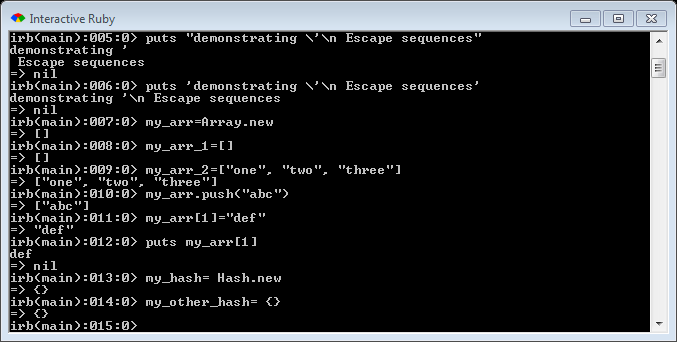 Interactive Ruby
irb(main):005:0> puts "demonstrating \'\n Escape sequences"
demonstrating '
 Escape sequences
=> nil
irb(main):006:0> puts 'demonstrating \'\n Escape sequences'
demonstrating '\n Escape sequences
=> nil
irb(main):007:0> my_arr=Array.new
=> []
irb(main):008:0> my_arr_1=[]
=> []
irb(main):009:0> my_arr_2=["one", "two", "three"]
=> ["one", "two", "three"]
irb(main):010:0> my_arr.push("abc")
=> ["abc"]
irb(main):011:0> my_arr[1]="def"
=> "def"
irb(main):012:0> puts my_arr[1]
def
=> nil
irb(main):013:0> my_hash= Hash.new
=> {}
irb(main):014:0> my_other_hash= {}
=> {}
irb(main):015:0>